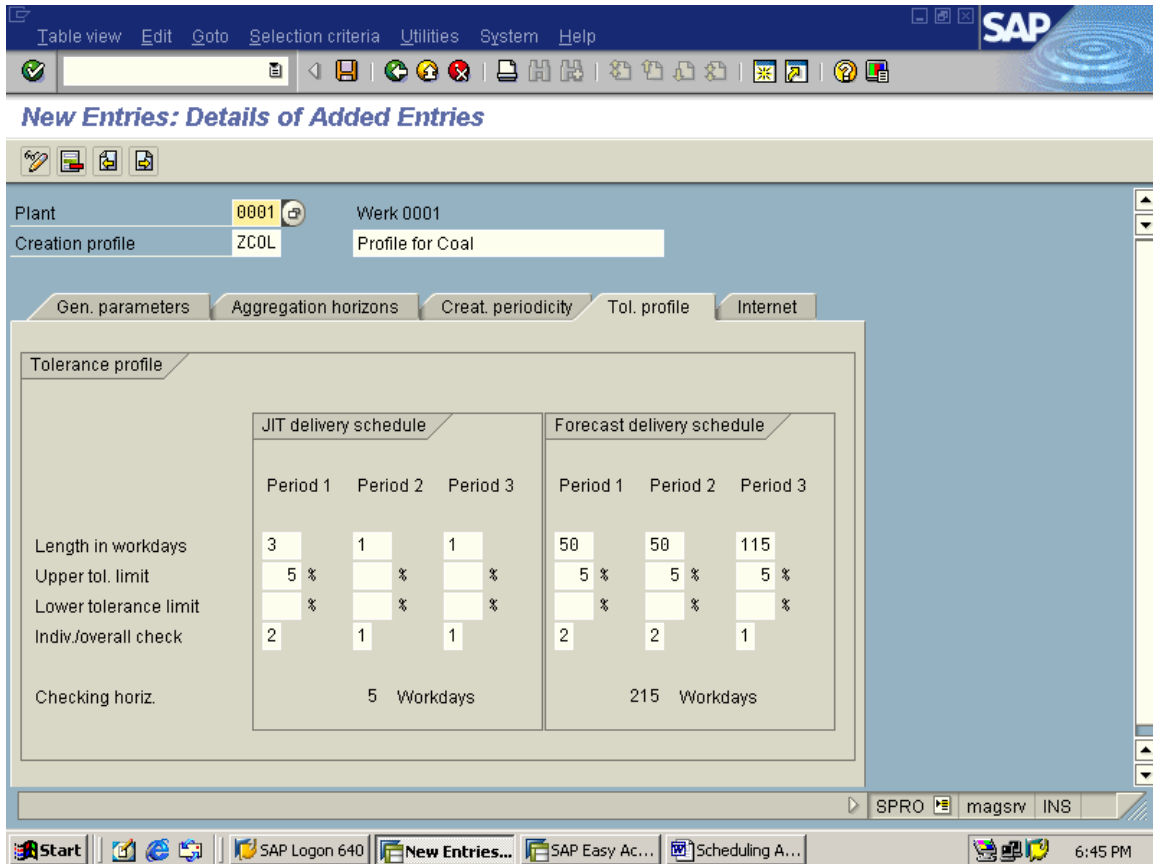 Table view Edit Goto Selection criteria Utilities System Help
SAP
New Entries: Details of Added Entries
Plant 0001 Werk 0001
Creation profile ZCOL Profile for Coal
Gen. parameters Aggregation horizons Creat. periodicity Tol. profile Internet
Tolerance profile
JIT delivery schedule Forecast delivery schedule
Period 1 Period 2 Period 3 Period 1 Period 2 Period 3
Length in workdays 3 1 1 50 50 115
Upper tol. limit 5 % % % 5 % 5 % 5 %
Lower tolerance limit % % % % % %
Indiv./overall check 2 1 1 2 2 1
Checking horiz. 5 Workdays 215 Workdays
SPRO magsrv INS
Start SAP Logon 640 New Entries... SAP Easy Ac... Scheduling A... 6:45 PM